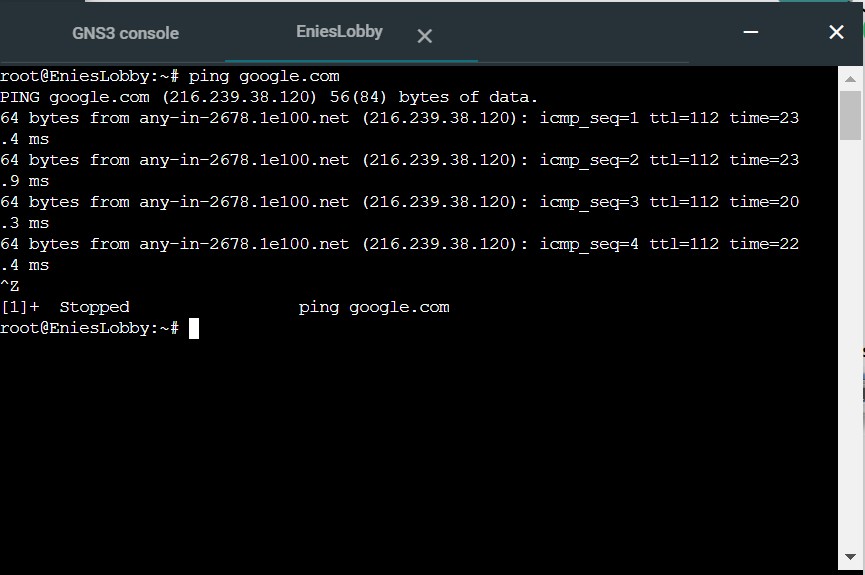 GNS3 console EniesLobby
root@EniesLobby:~# ping google.com
PING google.com (216.239.38.120) 56(84) bytes of data.
64 bytes from any-in-2678.1e100.net (216.239.38.120): icmp_seq=1 ttl=112 time=23
.4 ms
64 bytes from any-in-2678.1e100.net (216.239.38.120): icmp_seq=2 ttl=112 time=23
.9 ms
64 bytes from any-in-2678.1e100.net (216.239.38.120): icmp_seq=3 ttl=112 time=20
.3 ms
64 bytes from any-in-2678.1e100.net (216.239.38.120): icmp_seq=4 ttl=112 time=22
.4 ms
^Z
[1]+  Stopped                 ping google.com
root@EniesLobby:~#